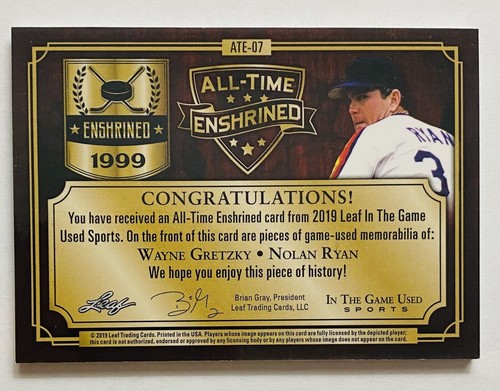 ATE-07
ENSHRINED
1999
ALL-TIME
ENSHRINED
RYAN
3
CONGRATULATIONS!
You have received an All-Time Enshrined card from 2019 Leaf In The Game
Used Sports. On the front of this card are pieces of game-used memorabilia of:
WAYNE GRETZKY • NOLAN RYAN
We hope you enjoy this piece of history!
Leaf
Brian Gray, President
Leaf Trading Cards, LLC
IN THE GAME USED
SPORTS
© 2019 Leaf Trading Cards. Printed in the USA. Players whose image appears on this card are fully licensed by the depicted player;
this card is not authorized, endorsed or approved by any licensing body or by any players whose image does not appear on the card.